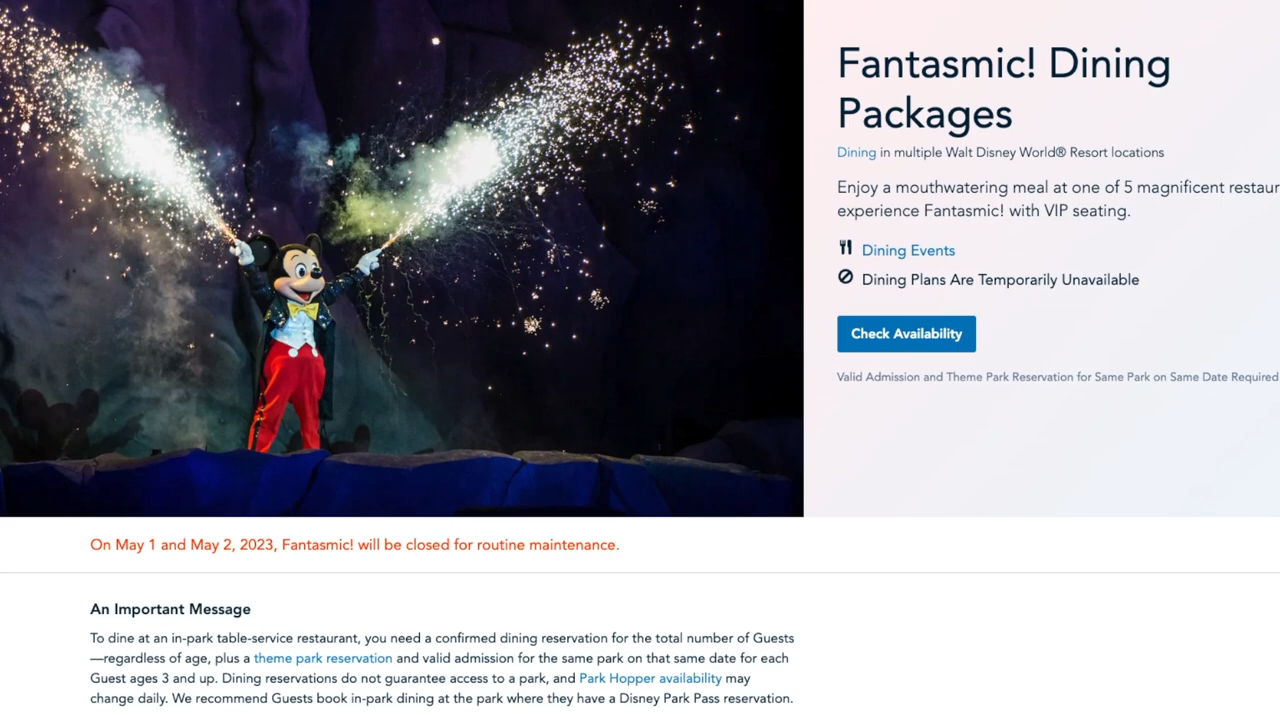 Fantasmic! Dining
Packages
Dining in multiple Walt Disney World® Resort locations
Enjoy a mouthwatering meal at one of 5 magnificent restaur
experience Fantasmic! with VIP seating.
Dining Events
Dining Plans Are Temporarily Unavailable
Check Availability
Valid Admission and Theme Park Reservation for Same Park on Same Date Required
On May 1 and May 2, 2023, Fantasmic! will be closed for routine maintenance.
An Important Message
To dine at an in-park table-service restaurant, you need a confirmed dining reservation for the total number of Guests
—regardless of age, plus a theme park reservation and valid admission for the same park on that same date for each
Guest ages 3 and up. Dining reservations do not guarantee access to a park, and Park Hopper availability may
change daily. We recommend Guests book in-park dining at the park where they have a Disney Park Pass reservation.